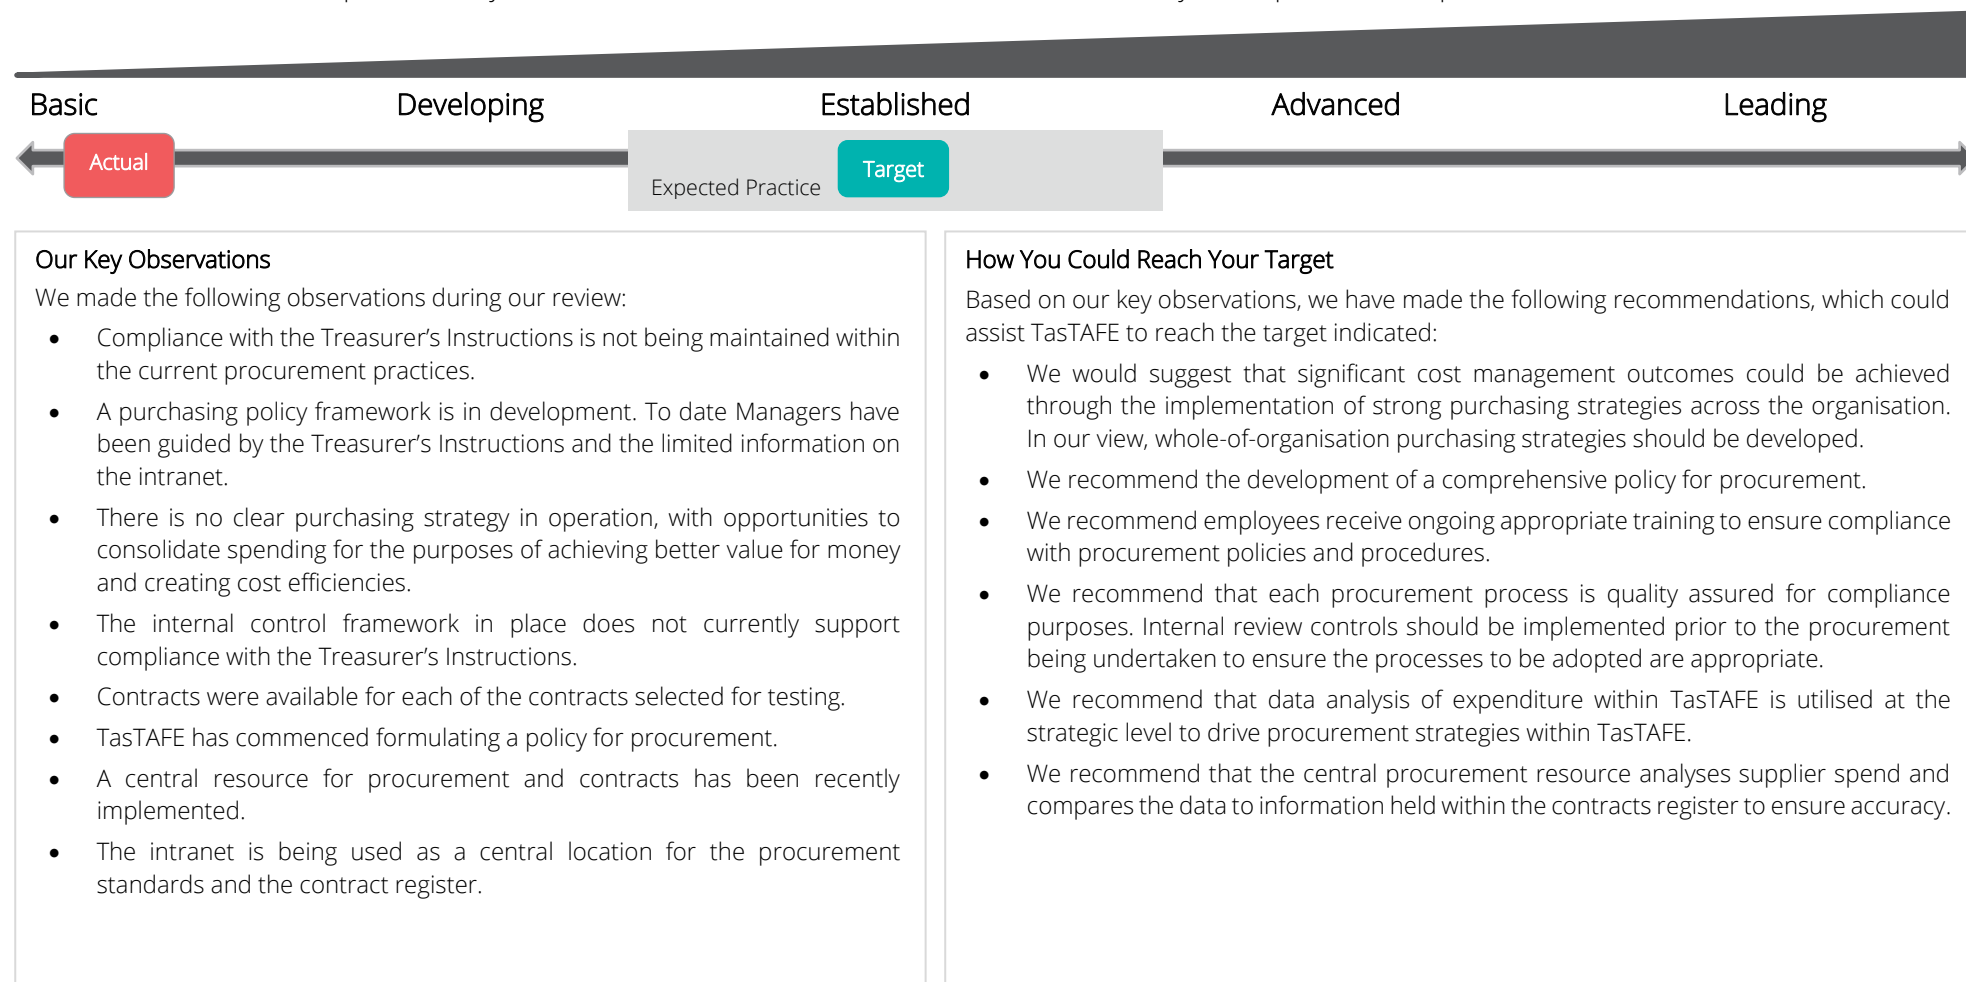 Basic
Developing
Established
Advanced
Leading
Actual
Target
Expected Practice
Our Key Observations
We made the following observations during our review:
• Compliance with the Treasurer’s Instructions is not being maintained within
the current procurement practices.
• A purchasing policy framework is in development. To date Managers have
been guided by the Treasurer’s Instructions and the limited information on
the intranet.
• There is no clear purchasing strategy in operation, with opportunities to
consolidate spending for the purposes of achieving better value for money
and creating cost efficiencies.
• The internal control framework in place does not currently support
compliance with the Treasurer’s Instructions.
• Contracts were available for each of the contracts selected for testing.
• TasTAFE has commenced formulating a policy for procurement.
• A central resource for procurement and contracts has been recently
implemented.
• The intranet is being used as a central location for the procurement
standards and the contract register.
How You Could Reach Your Target
Based on our key observations, we have made the following recommendations, which could
assist TasTAFE to reach the target indicated:
• We would suggest that significant cost management outcomes could be achieved
through the implementation of strong purchasing strategies across the organisation.
In our view, whole-of-organisation purchasing strategies should be developed.
• We recommend the development of a comprehensive policy for procurement.
• We recommend employees receive ongoing appropriate training to ensure compliance
with procurement policies and procedures.
• We recommend that each procurement process is quality assured for compliance
purposes. Internal review controls should be implemented prior to the procurement
being undertaken to ensure the processes to be adopted are appropriate.
• We recommend that data analysis of expenditure within TasTAFE is utilised at the
strategic level to drive procurement strategies within TasTAFE.
• We recommend that the central procurement resource analyses supplier spend and
compares the data to information held within the contracts register to ensure accuracy.